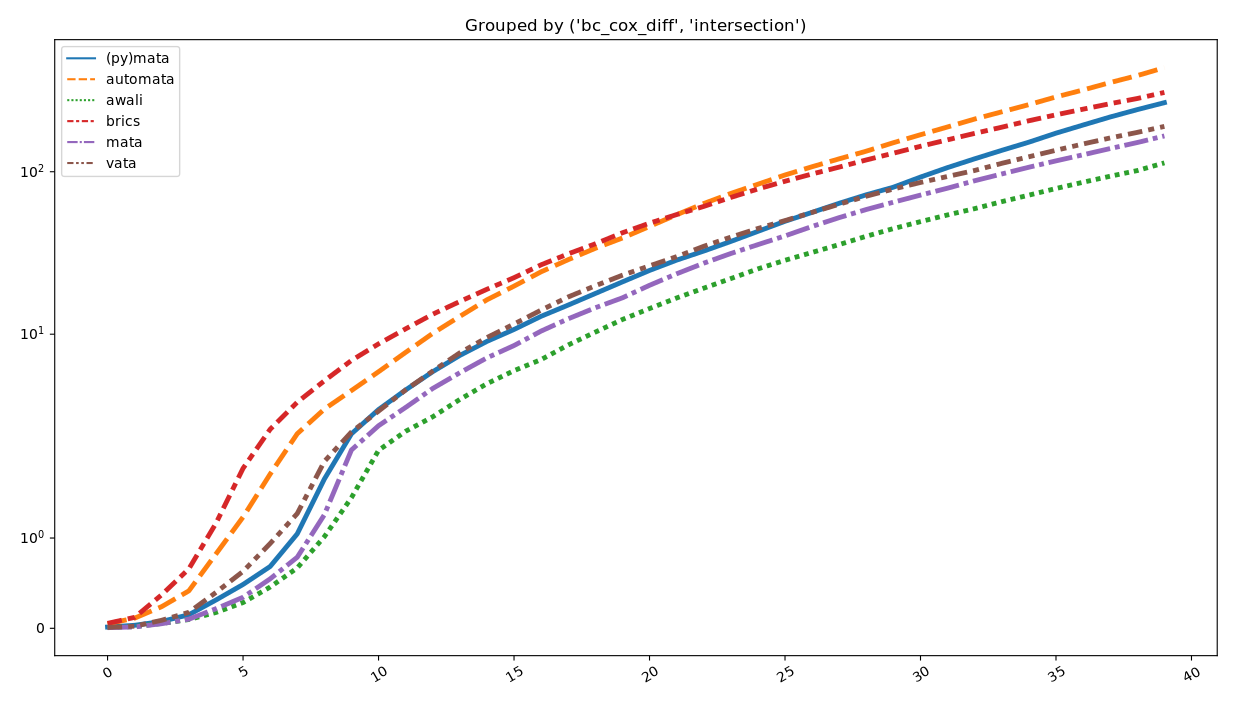 Grouped by ('bc_cox_diff', 'intersection')
(py)mata
automata
awali
brics
mata
vata
10²
10¹
10⁰
0
0
5
10
15
20
25
30
35
40